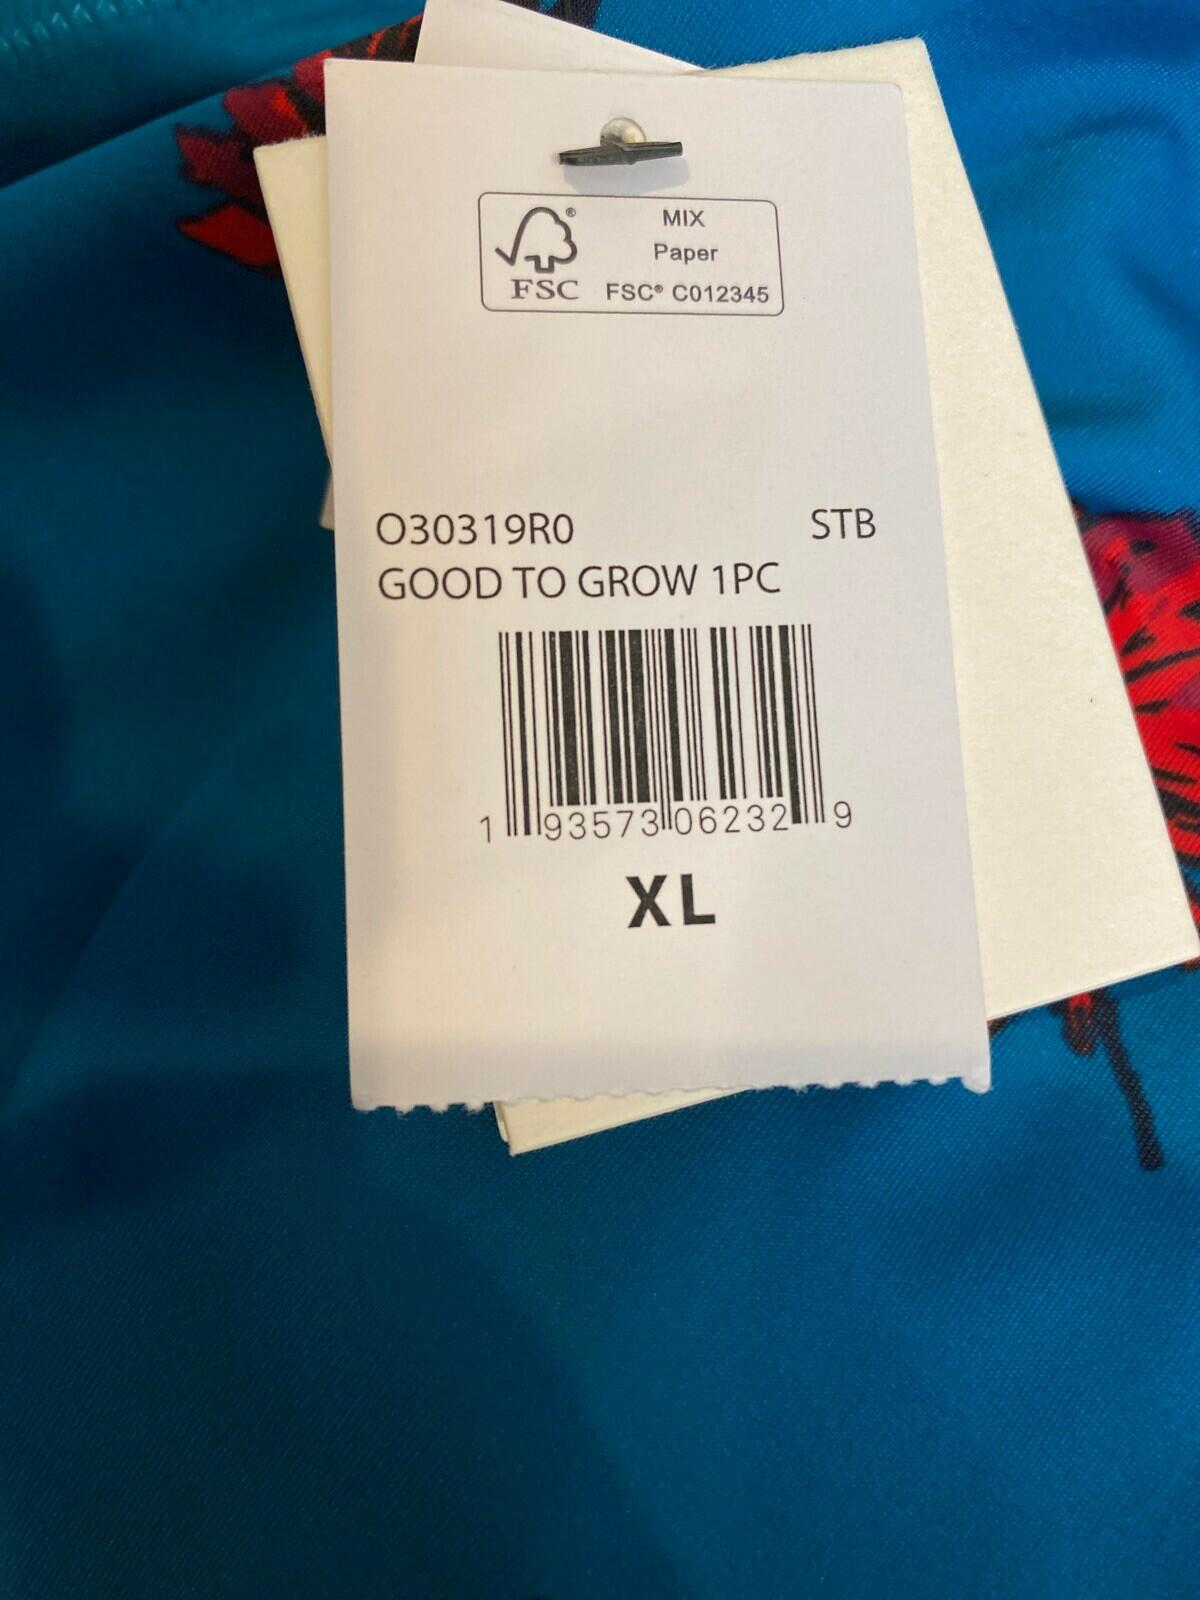 MIX
Paper
FSC® FSC® C012345
O30319R0 STB
GOOD TO GROW 1PC
1 93573 06232 9
XL